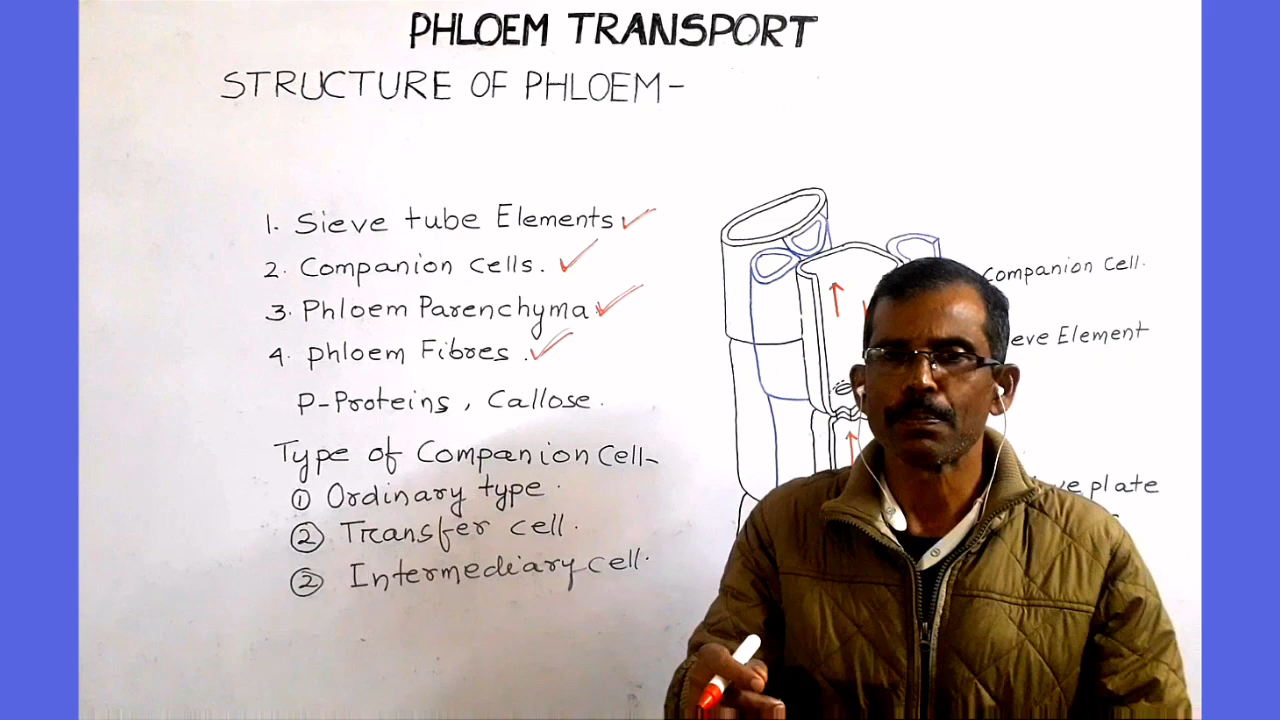 PHLOEM TRANSPORT
STRUCTURE OF PHLOEM-
1. Sieve tube Elements
2. Companion cells.
3. Phloem Parenchyma
4. phloem Fibres.
P-Proteins, Callose.
Type of Companion Cell-
① Ordinary type
② Transfer cell.
② Intermediary cell.
Companion Cell.
eve Element
ve plate